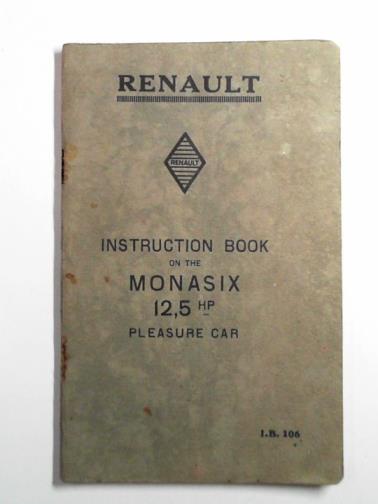 RENAULT
RENAULT
INSTRUCTION BOOK
ON THE
MONASIX
12,5 HP
PLEASURE CAR
I.B. 106